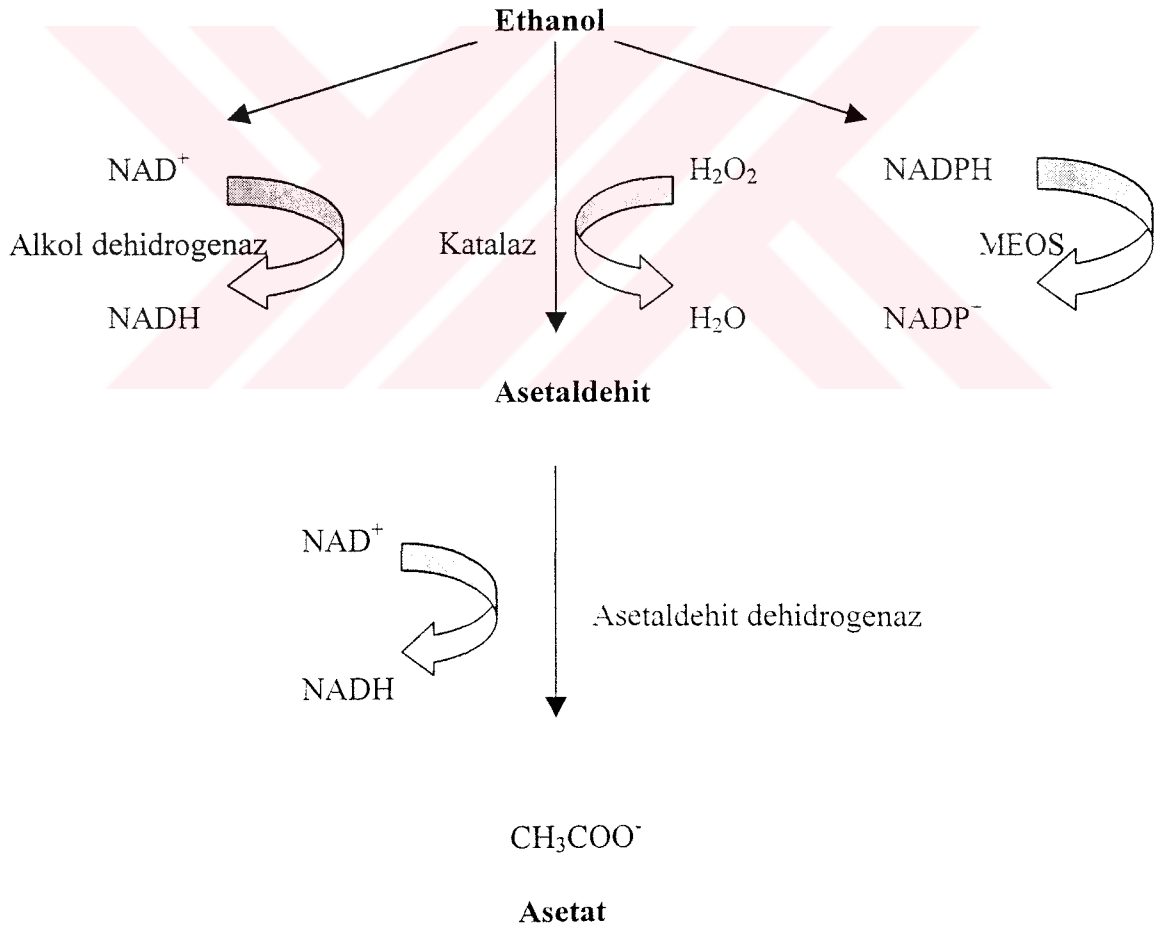 Ethanol
NAD⁺ H₂O₂ NADPH
Alkol dehidrogenaz Katalaz MEOS
NADH H₂O NADP⁻
Asetaldehit
NAD⁺
Asetaldehit dehidrogenaz
NADH
CH₃COO⁻
Asetat